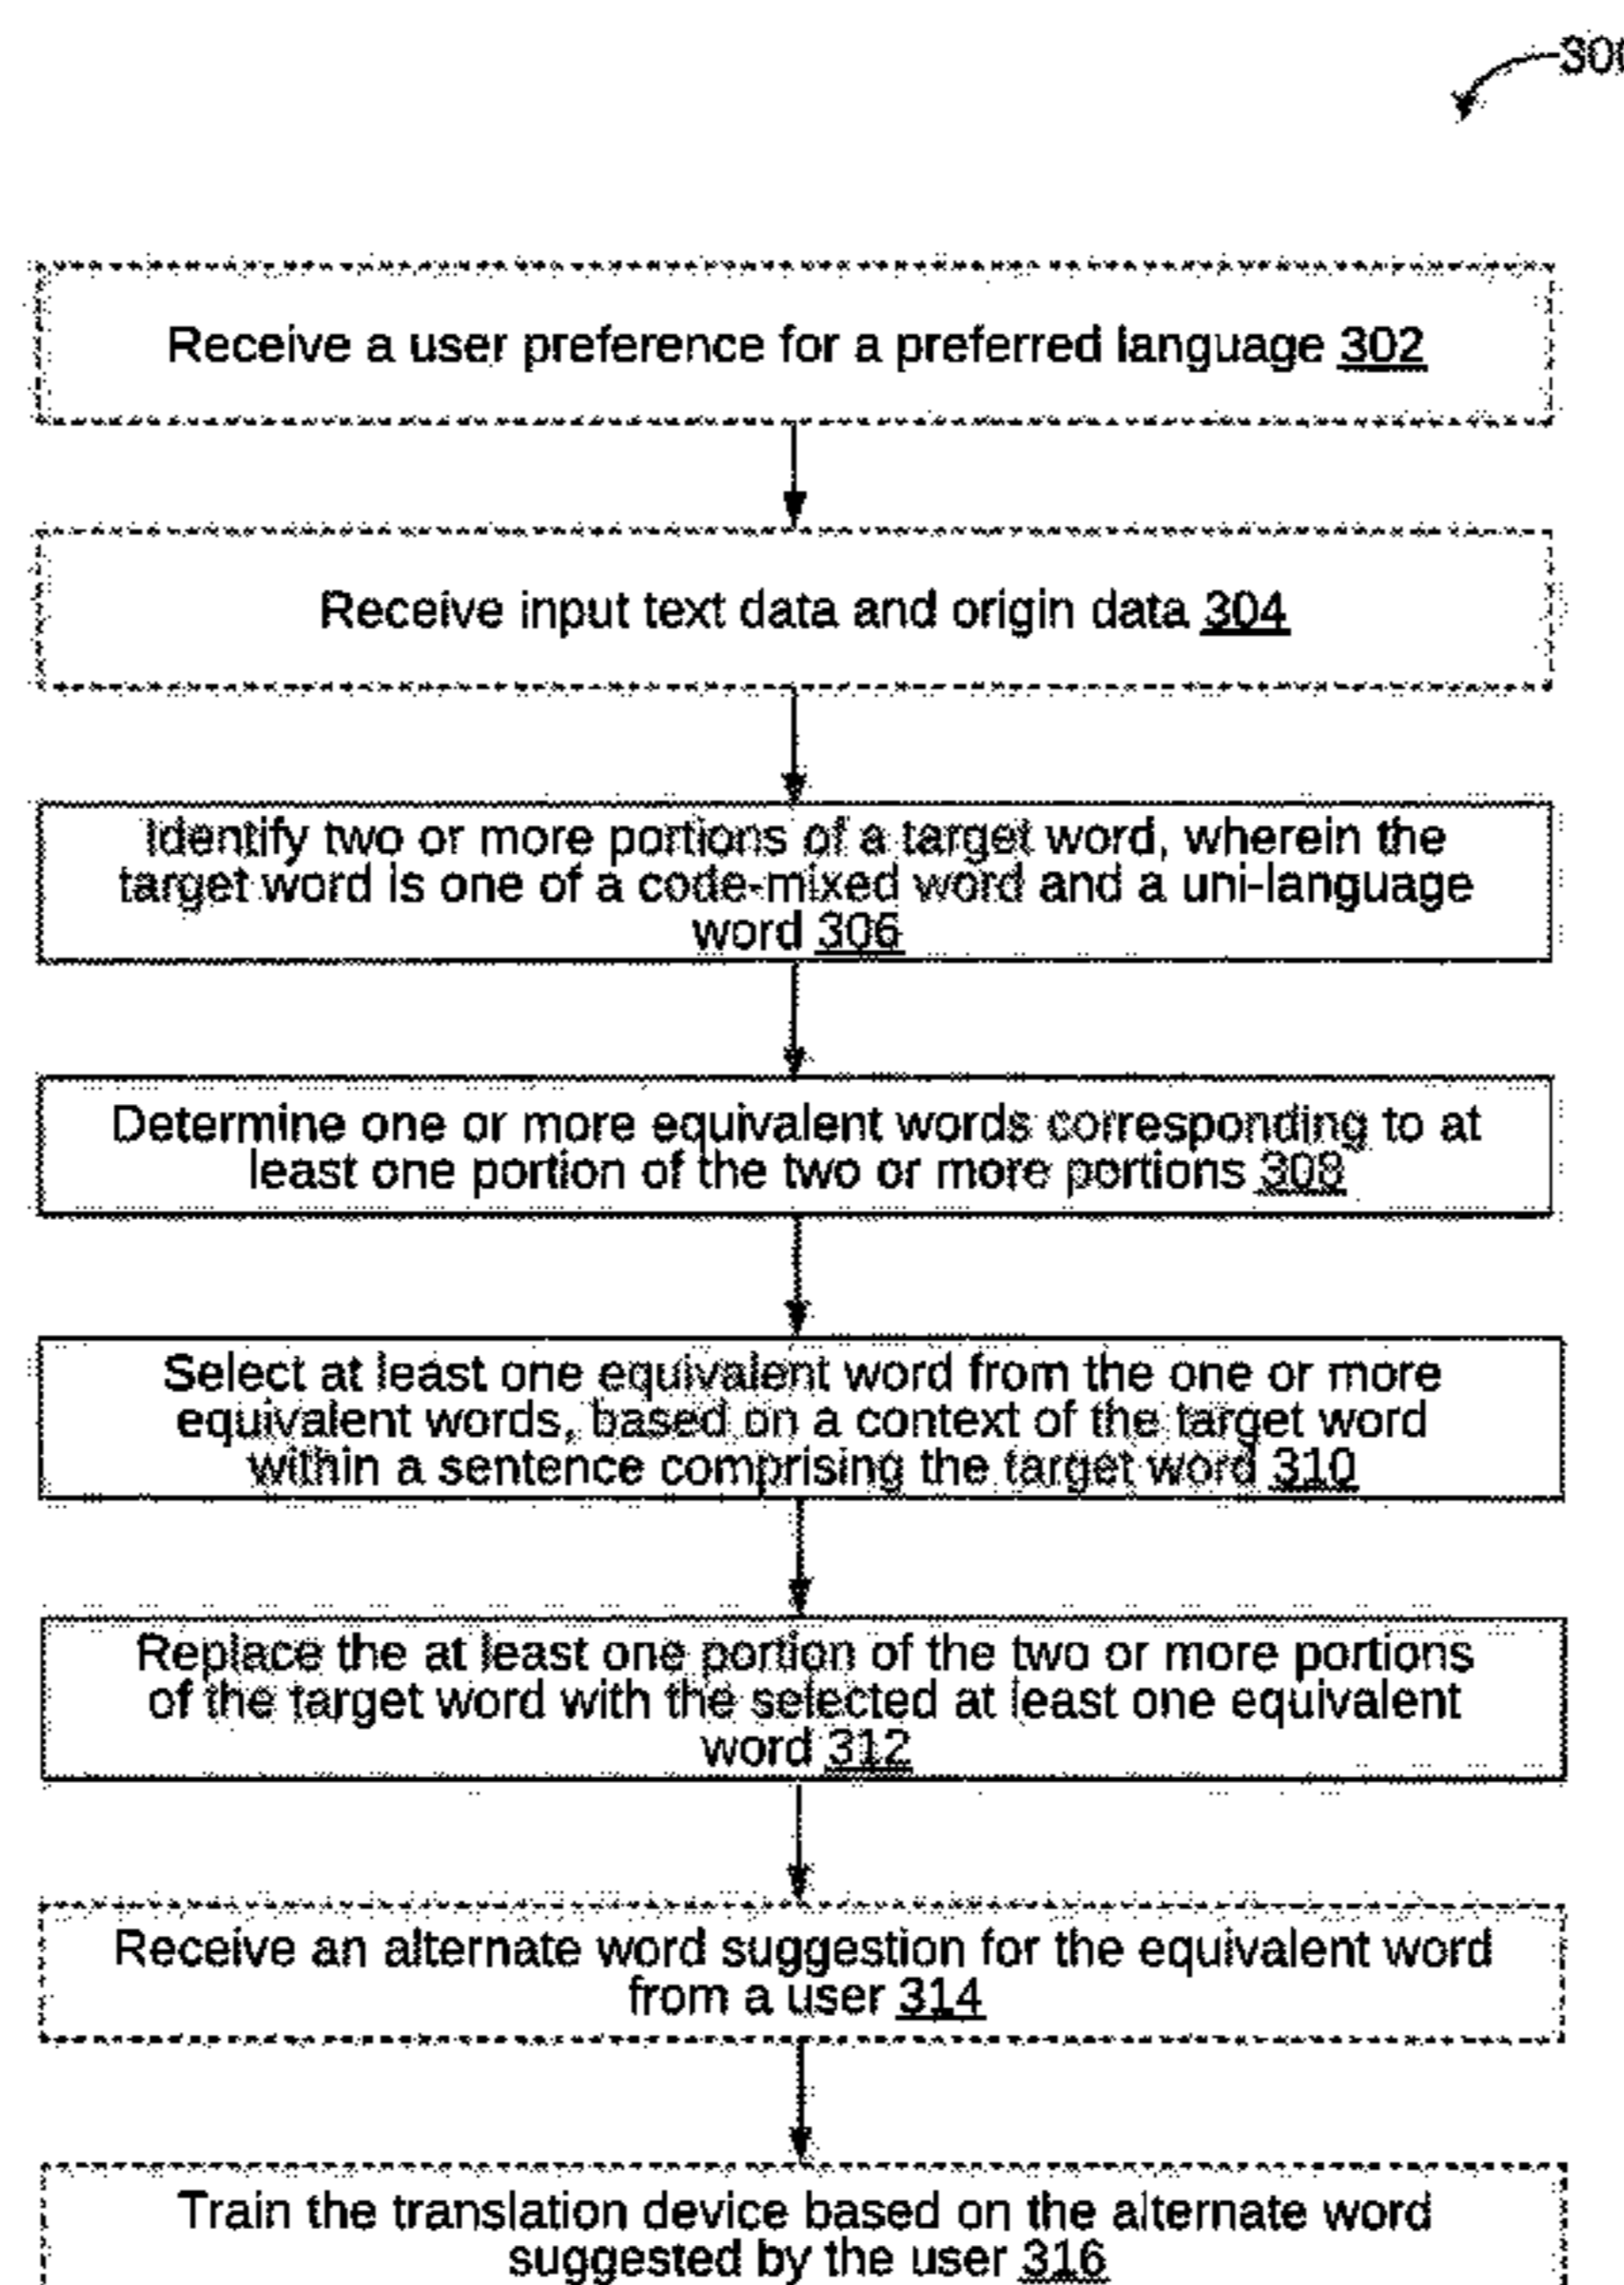 Receive a user preference for a preferred language 302
Receive input text data and origin data 304
Identify two or more portions of a target word, wherein the
target word is one of a code-mixed word and a uni-language
word 306
Determine one or more equivalent words corresponding to at
least one portion of the two or more portions 308
Select at least one equivalent word from the one or more
equivalent words, based on a context of the target word
within a sentence comprising the target word 310
Replace the at least one portion of the two or more portions
of the target word with the selected at least one equivalent
word 312
Receive an alternate word suggestion for the equivalent word
from a user 314
Train the translation device based on the alternate word
suggested by the user 316